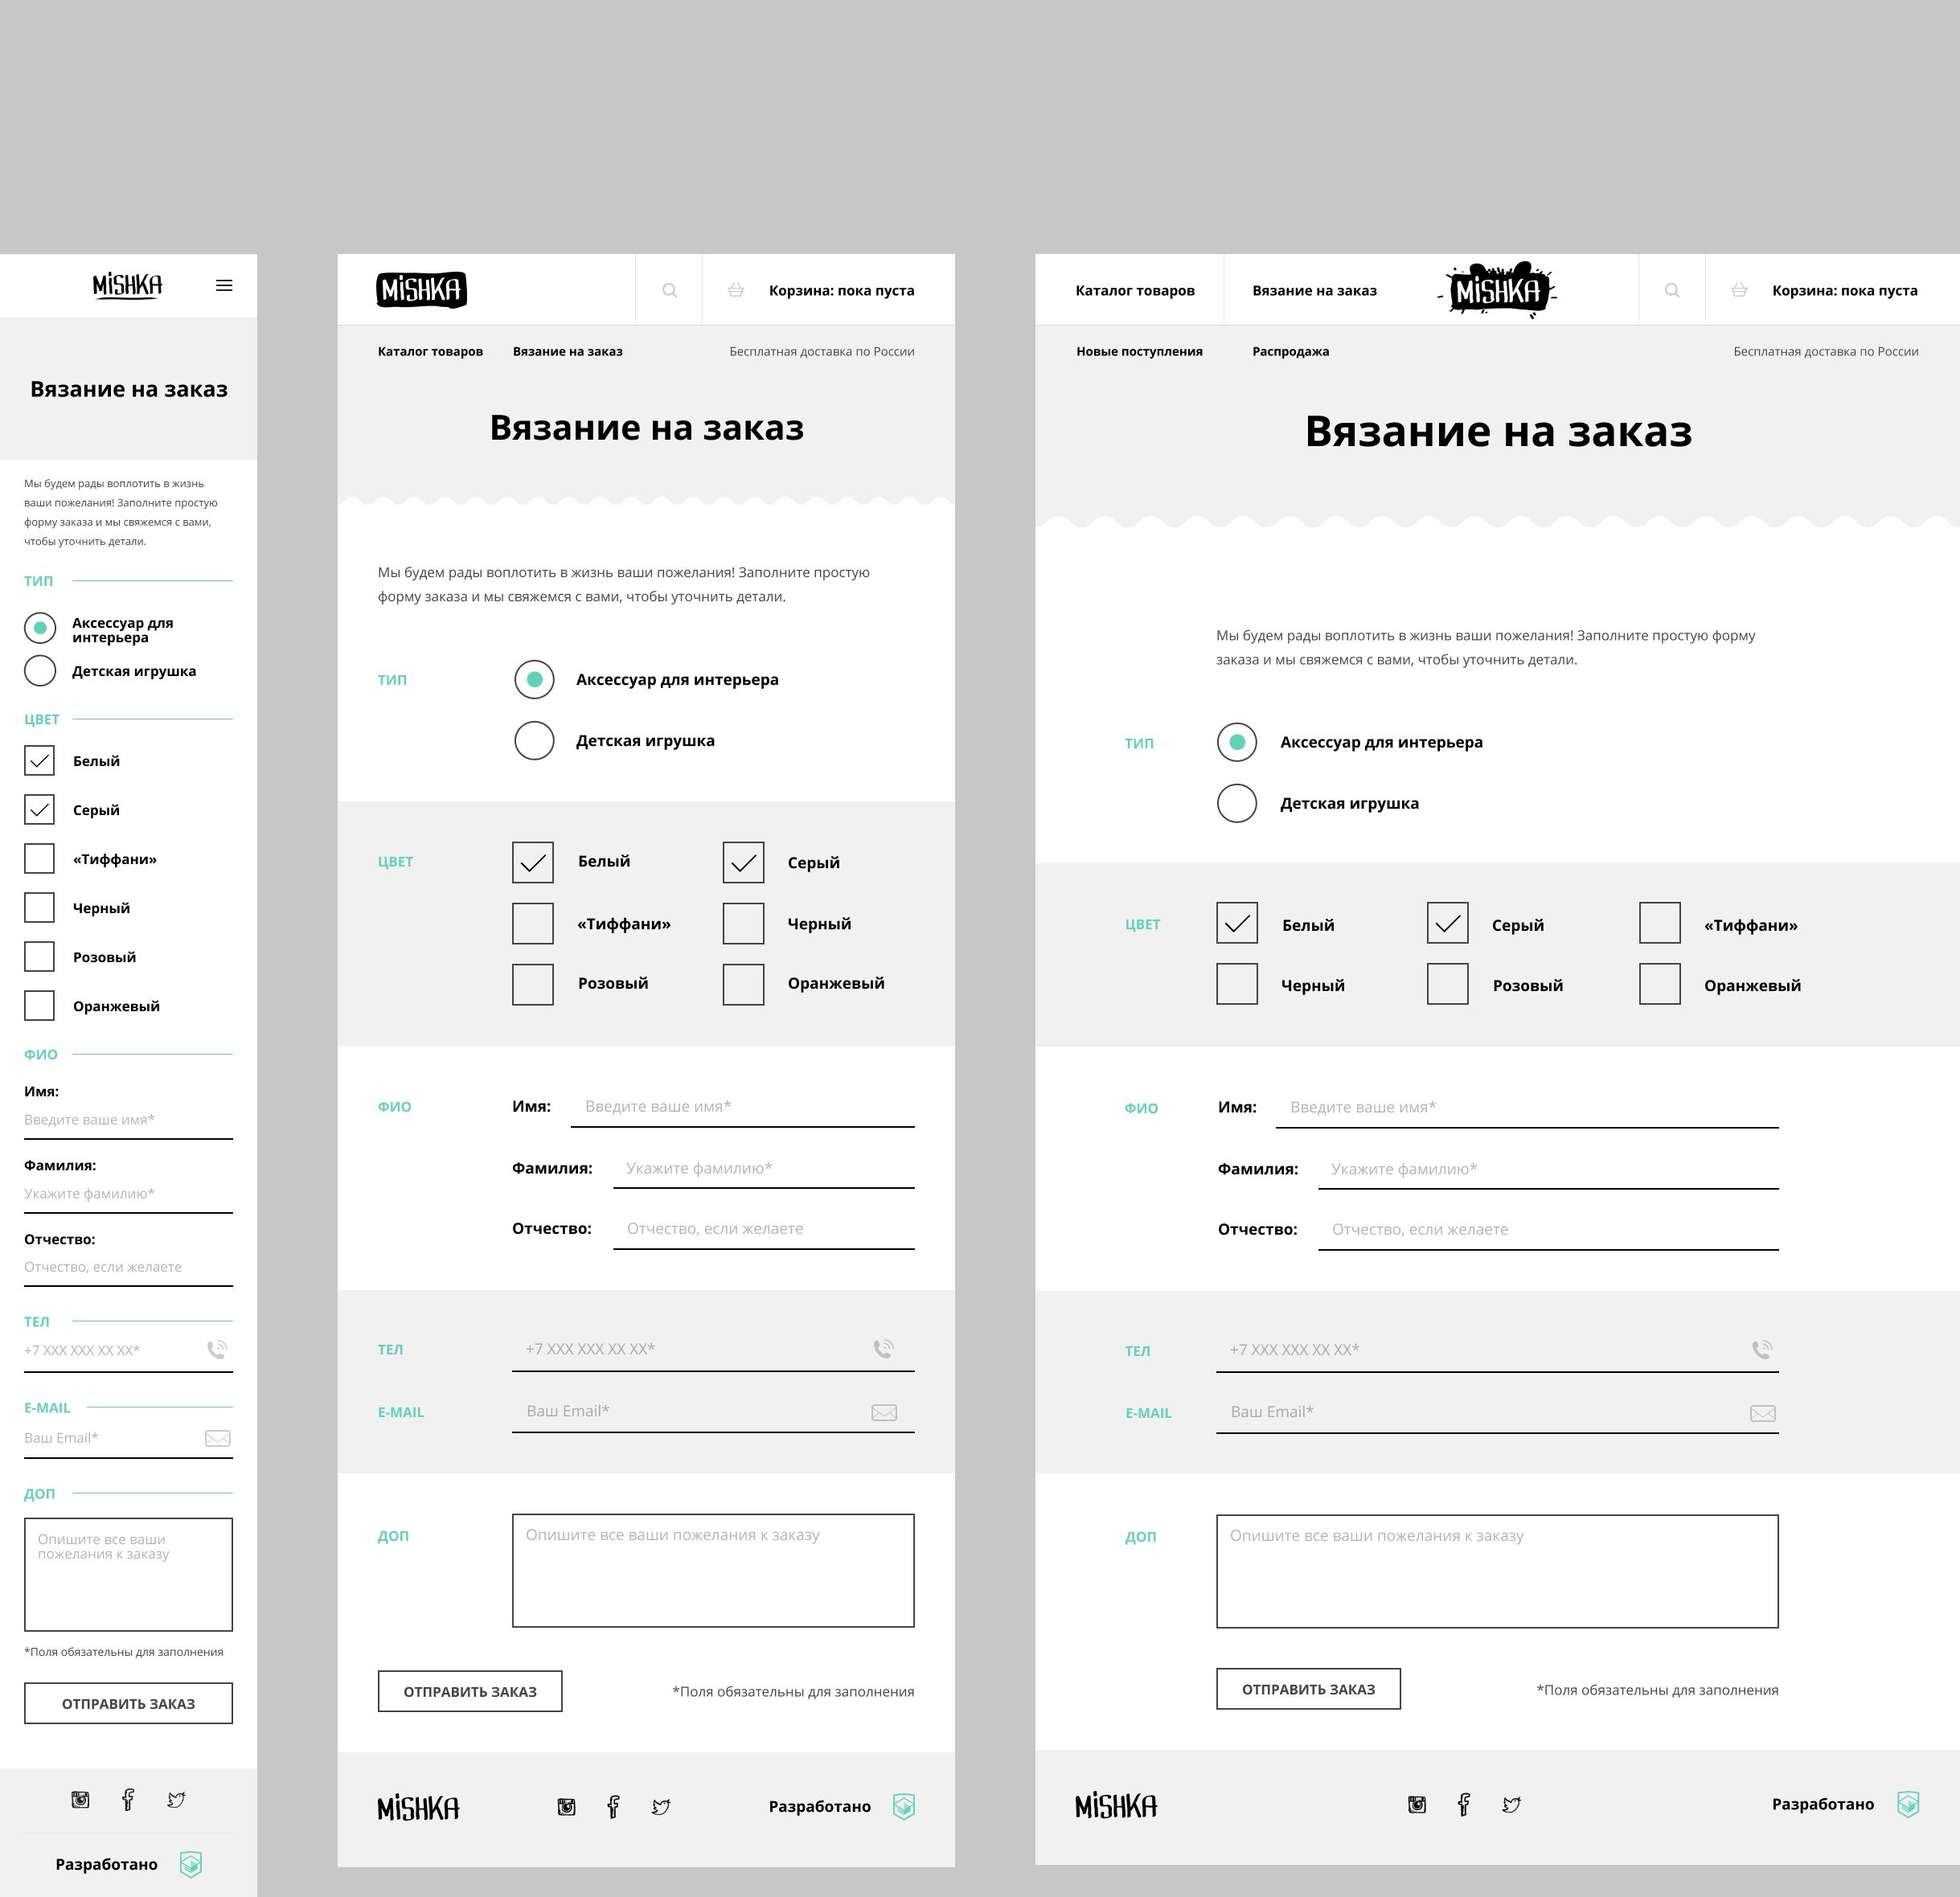 MiSHKA
Вязание на заказ
Мы будем рады воплотить в жизнь
ваши пожелания! Заполните простую
форму заказа и мы свяжемся с вами,
чтобы уточнить детали.
ТИП
Аксессуар для
интерьера
Детская игрушка
ЦВЕТ
Белый
Серый
«Тиффани»
Черный
Розовый
Оранжевый
ФИО
Имя:
Введите ваше имя*
Фамилия:
Укажите фамилию*
Отчество:
Отчество, если желаете
ТЕЛ
+7 XXX XXX XX XX*
E-MAIL
Ваш Email*
ДОП
Опишите все ваши
пожелания к заказу
*Поля обязательны для заполнения
ОТПРАВИТЬ ЗАКАЗ
Разработано
MiSHKA
Корзина: пока пуста
Каталог товаров Вязание на заказ Бесплатная доставка по России
Вязание на заказ
Мы будем рады воплотить в жизнь ваши пожелания! Заполните простую
форму заказа и мы свяжемся с вами, чтобы уточнить детали.
ТИП Аксессуар для интерьера
Детская игрушка
ЦВЕТ Белый Серый
«Тиффани» Черный
Розовый Оранжевый
ФИО Имя: Введите ваше имя*
Фамилия: Укажите фамилию*
Отчество: Отчество, если желаете
ТЕЛ +7 XXX XXX XX XX*
E-MAIL Ваш Email*
ДОП Опишите все ваши пожелания к заказу
ОТПРАВИТЬ ЗАКАЗ *Поля обязательны для заполнения
MiSHKA Разработано
Каталог товаров Вязание на заказ MiSHKA Корзина: пока пуста
Новые поступления Распродажа Бесплатная доставка по России
Вязание на заказ
Мы будем рады воплотить в жизнь ваши пожелания! Заполните простую форму
заказа и мы свяжемся с вами, чтобы уточнить детали.
ТИП Аксессуар для интерьера
Детская игрушка
ЦВЕТ Белый Серый «Тиффани»
Черный Розовый Оранжевый
ФИО Имя: Введите ваше имя*
Фамилия: Укажите фамилию*
Отчество: Отчество, если желаете
ТЕЛ +7 XXX XXX XX XX*
E-MAIL Ваш Email*
ДОП Опишите все ваши пожелания к заказу
ОТПРАВИТЬ ЗАКАЗ *Поля обязательны для заполнения
MiSHKA Разработано